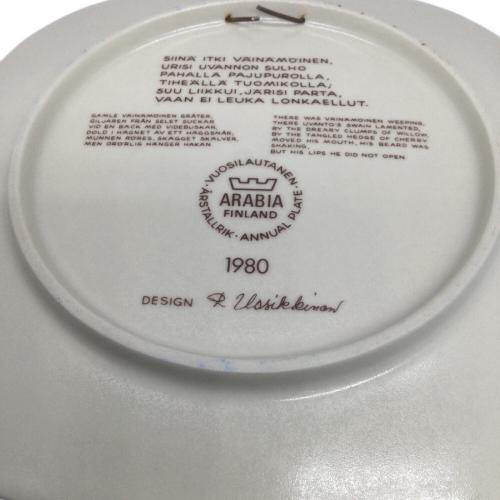 SIINÄ ITKI VÄINÄMÖINEN,
URISI UVANNON SULHO
PAHALLA PAJUPUROLLA,
TIHEÄLLÄ TUOMIKOLLA;
SUU LIIKKUI, JÄRISI PARTA,
VAAN EI LEUKA LONKAELLUT.
GAMLE VÄINÄMÖINEN GRÅTER,
GILJAREN FRÅN SELET SUCKAR
VID EN BÄCK MED VIDEBUSKAR,
DOLD I HÄGNET AV ETT HÄGGSNÅR;
MUNNEN RÖRES, SKÄGGET SKÄLVER,
MEN ORÖRLIG HÄNGER HAKAN
THERE WAS VÄINÄMÖINEN WEEPING,
THERE UVANTO'S SWAIN LAMENTED,
BY THE DREARY CLUMPS OF WILLOW,
BY THE TANGLED HEDGE OF CHERRY.
MOVED HIS MOUTH, HIS BEARD WAS
SHAKING,
BUT HIS LIPS HE DID NOT OPEN
VUOSILAUTANEN·
ARABIA
FINLAND
·ÅRSTALLRIK·ANNUAL PLATE·
1980
DESIGN R Uosikkinen